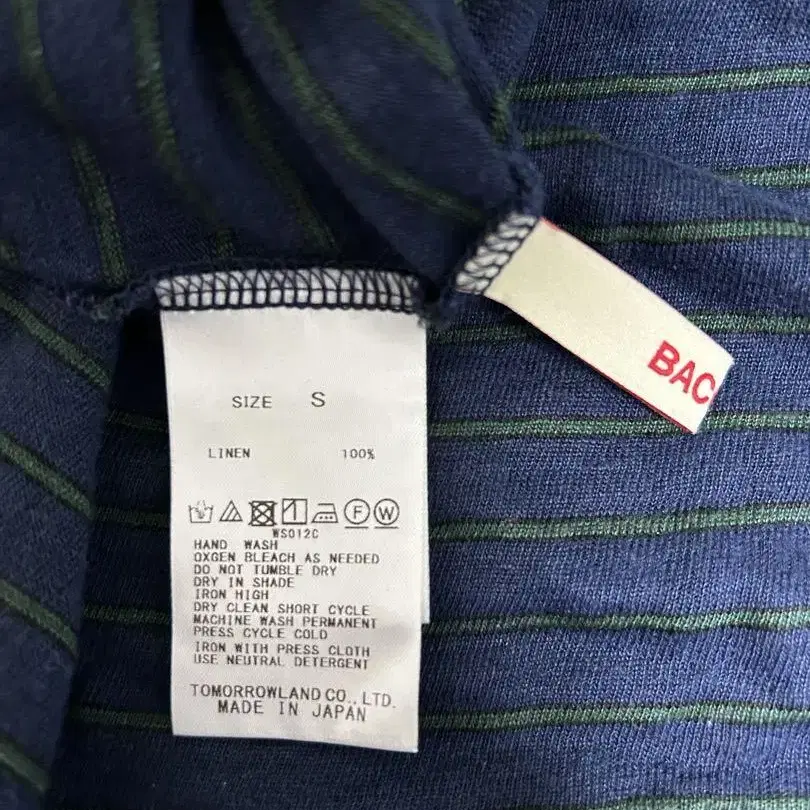 BAC
SIZE S
LINEN 100%
F W
WS012C
HAND WASH
OXGEN BLEACH AS NEEDED
DO NOT TUMBLE DRY
DRY IN SHADE
IRON HIGH
DRY CLEAN SHORT CYCLE
MACHINE WASH PERMANENT
PRESS CYCLE COLD
IRON WITH PRESS CLOTH
USE NEUTRAL DETERGENT
TOMORROWLAND CO., LTD.
MADE IN JAPAN